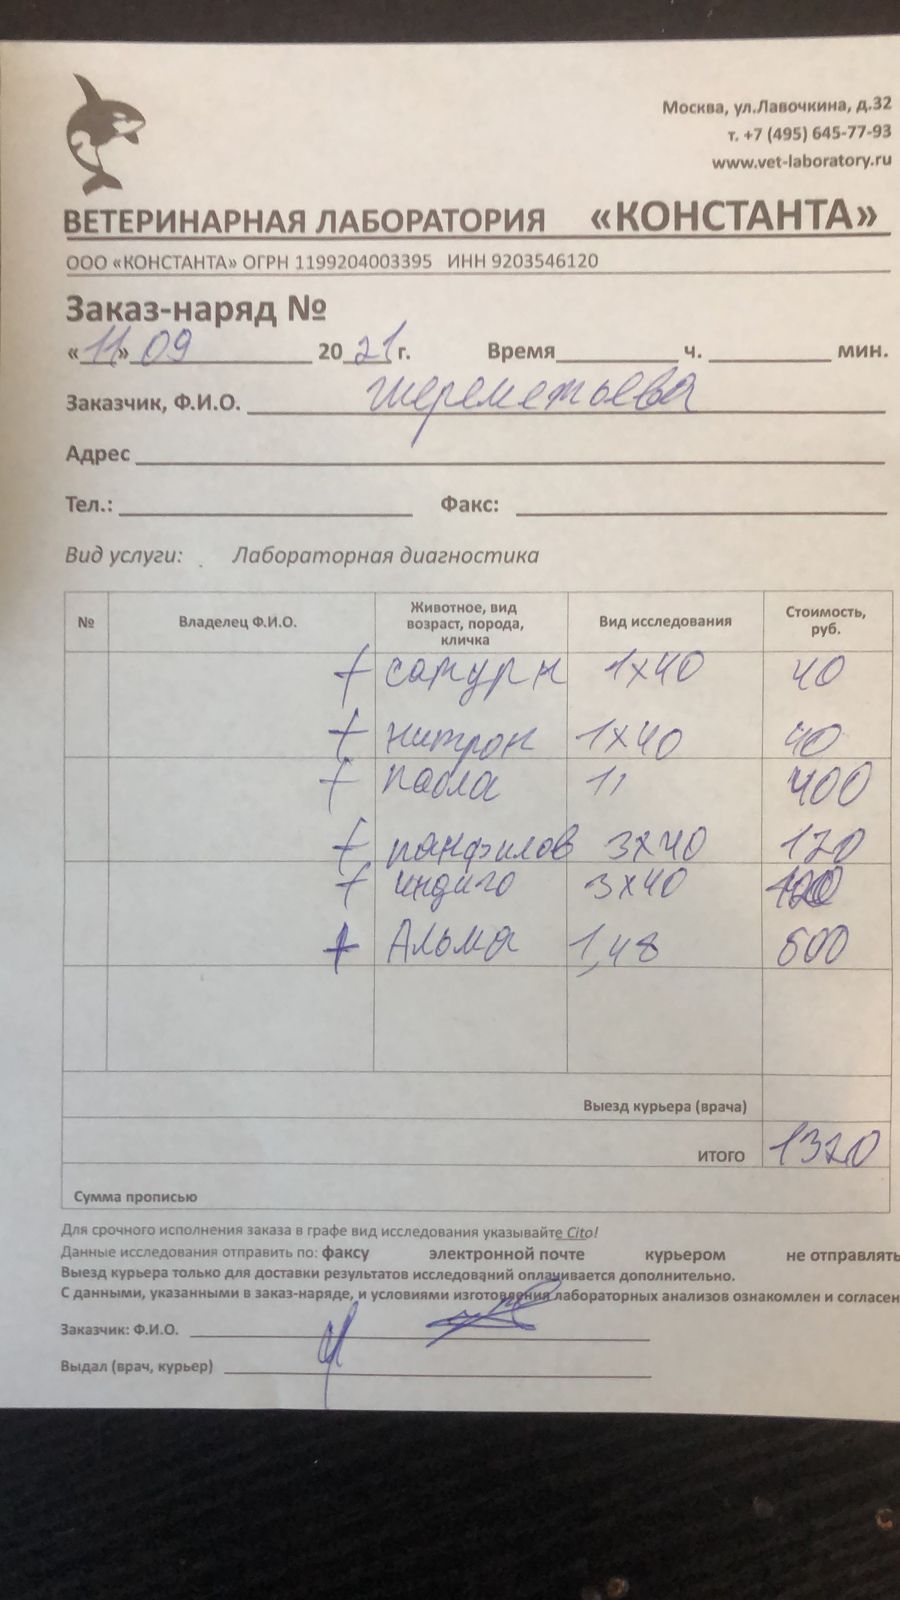 Москва, ул.Лавочкина, д.32
т. +7 (495) 645-77-93
www.vet-laboratory.ru
ВЕТЕРИНАРНАЯ ЛАБОРАТОРИЯ «КОНСТАНТА»
ООО «КОНСТАНТА» ОГРН 1199204003395 ИНН 9203546120
Заказ-наряд №
«11» 09 20 21 г. Время ч. мин.
Заказчик, Ф.И.О. Шереметьева
Адрес
Тел.: Факс:
Вид услуги: Лабораторная диагностика
№ Владелец Ф.И.О. Животное, вид возраст, порода, кличка Вид исследования Стоимость, руб.
+ сатурн 1х40 40
+ нитрон 1х40 40
+ пабла 11 400
+ панфилов 3х40 120
+ индиго 3х40 120
+ Альма 1,48 600
Выезд курьера (врача)
ИТОГО 1320
Сумма прописью
Для срочного исполнения заказа в графе вид исследования указывайте Cito!
Данные исследования отправить по: факсу электронной почте курьером не отправлять
Выезд курьера только для доставки результатов исследований оплачивается дополнительно.
С данными, указанными в заказ-наряде, и условиями изготовления лабораторных анализов ознакомлен и согласен
Заказчик: Ф.И.О.
Выдал (врач, курьер)